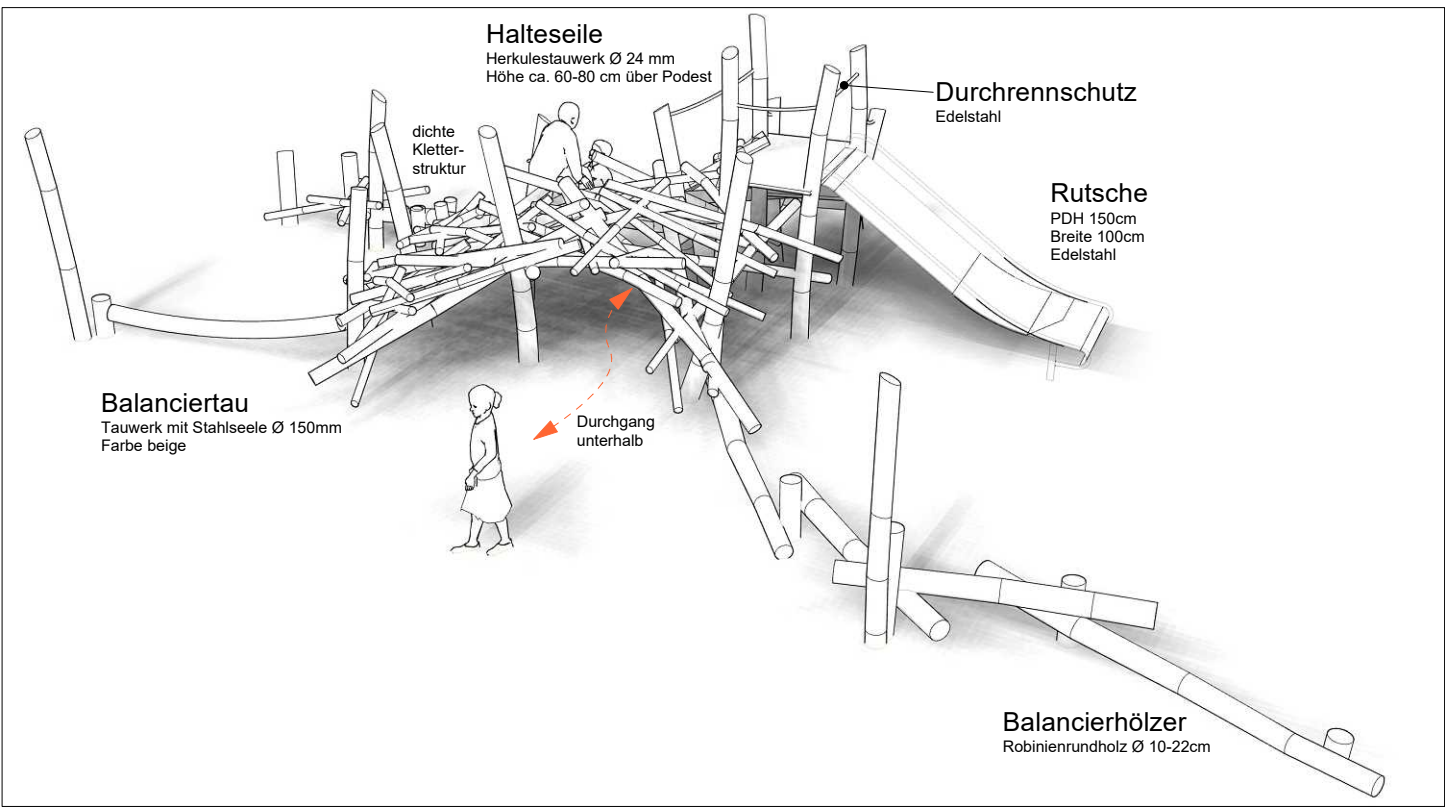 Halteseile
Herkulestauwerk Ø 24 mm
Höhe ca. 60-80 cm über Podest
Durchrennschutz
Edelstahl
dichte
Kletter-
struktur
Rutsche
PDH 150cm
Breite 100cm
Edelstahl
Balanciertau
Tauwerk mit Stahlseele Ø 150mm
Farbe beige
Durchgang
unterhalb
Balancierhölzer
Robinienrundholz Ø 10-22cm